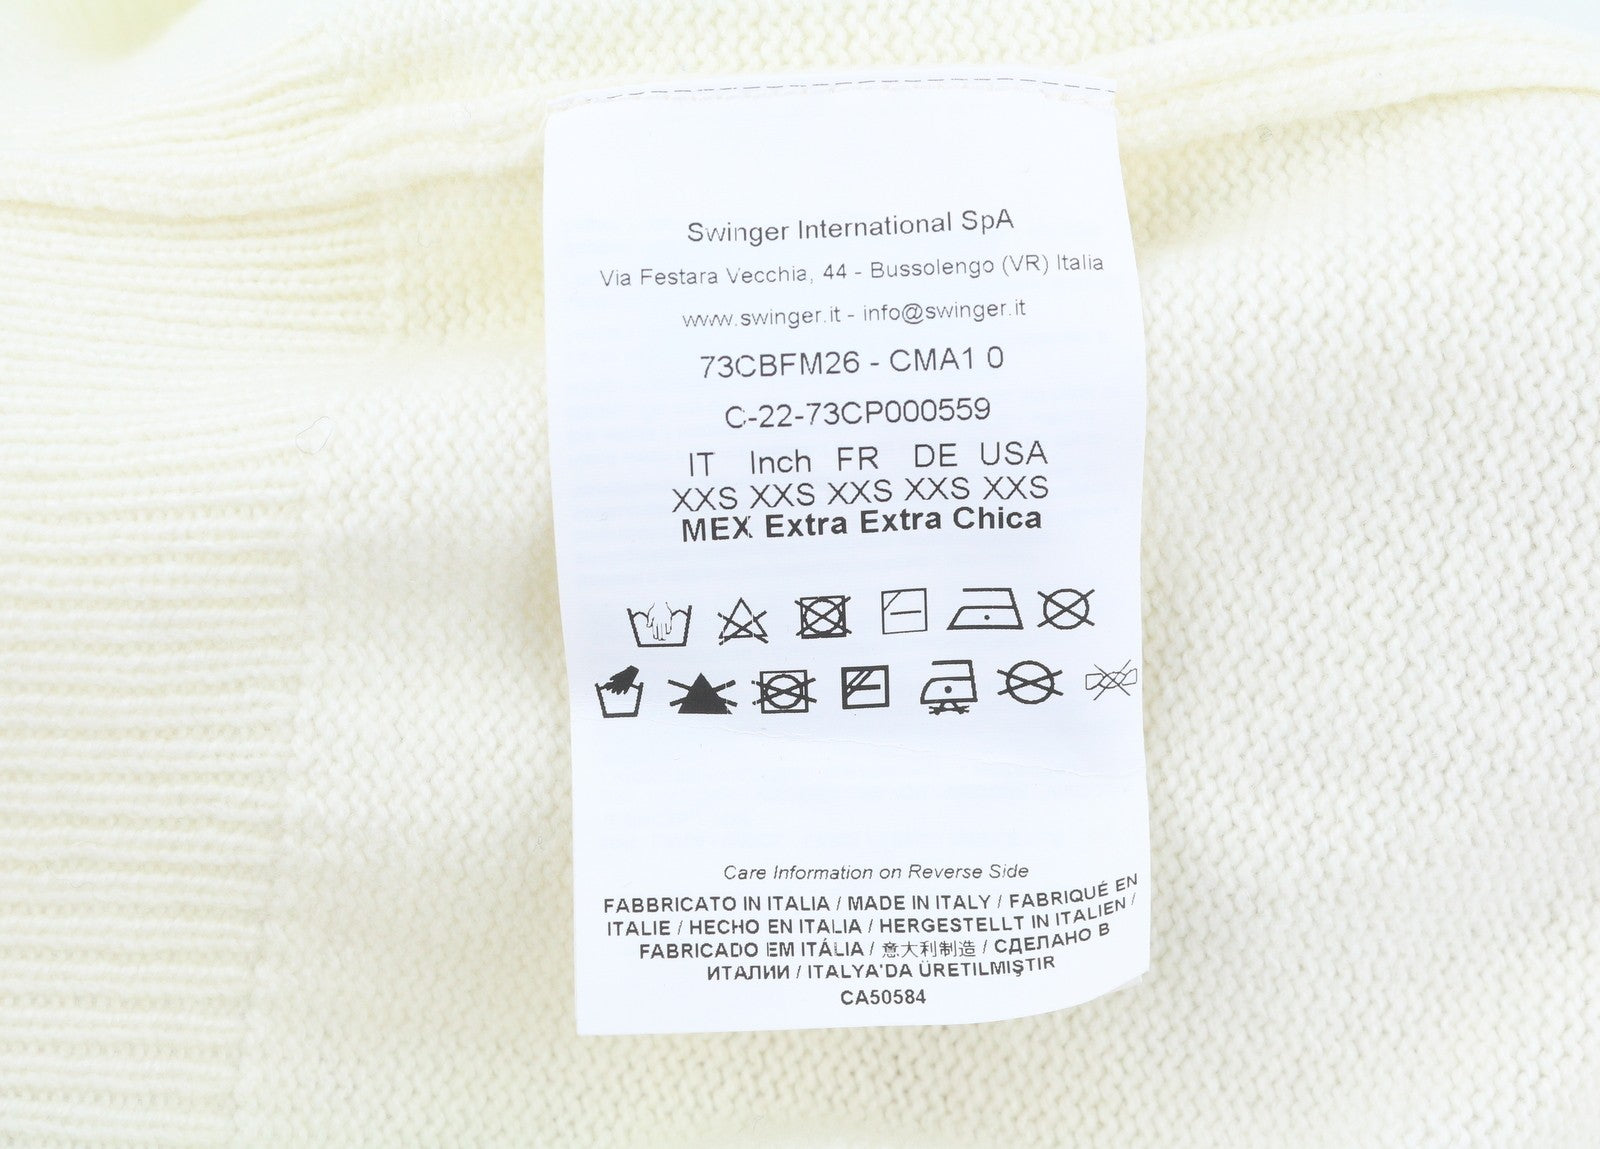 Swinger International SpA
Via Festara Vecchia, 44 - Bussolengo (VR) Italia
www.swinger.it - info@swinger.it
73CBFM26 - CMA1 0
C-22-73CP000559
IT Inch FR DE USA
XXS XXS XXS XXS XXS
MEX Extra Extra Chica
Care Information on Reverse Side
FABBRICATO IN ITALIA / MADE IN ITALY / FABRIQUÉ EN
ITALIE / HECHO EN ITALIA / HERGESTELLT IN ITALIEN /
FABRICADO EM ITÁLIA / 意大利制造 / СДЕЛАНО В
ИТАЛИИ / ITALYA'DA ÜRETILMIŞTIR
CA50584